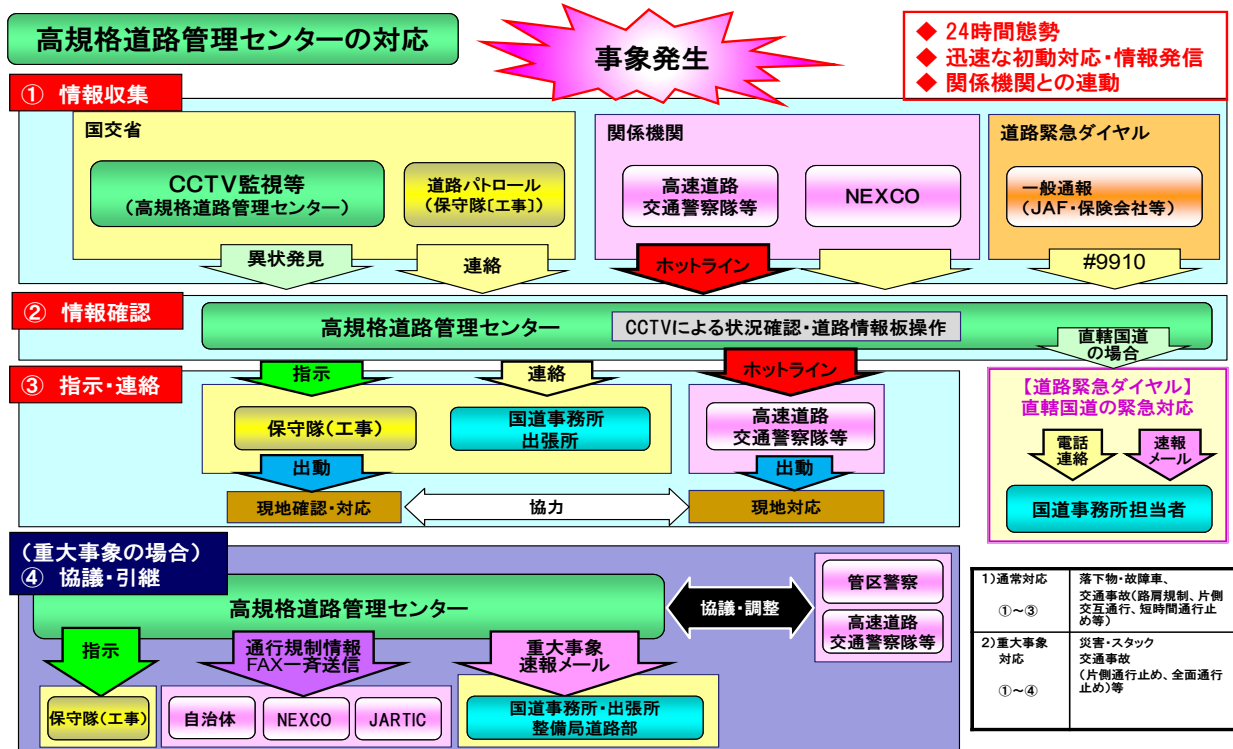 高規格道路管理センターの対応
事象発生
◆ 24時間態勢
◆ 迅速な初動対応・情報発信
◆ 関係機関との連動
① 情報収集
国交省
CCTV監視等
(高規格道路管理センター)
道路パトロール
(保守隊〔工事〕)
関係機関
高速道路
交通警察隊等
NEXCO
道路緊急ダイヤル
一般通報
(JAF・保険会社等)
異状発見
連絡
ホットライン
#9910
② 情報確認
高規格道路管理センター
CCTVによる状況確認・道路情報板操作
直轄国道
の場合
③ 指示・連絡
指示
連絡
ホットライン
保守隊(工事)
国道事務所
出張所
高速道路
交通警察隊等
出動
出動
現地確認・対応
協力
現地対応
【道路緊急ダイヤル】
直轄国道の緊急対応
電話
連絡
速報
メール
国道事務所担当者
(重大事象の場合)
④ 協議・引継
高規格道路管理センター
協議・調整
管区警察
高速道路
交通警察隊等
指示
通行規制情報
FAX一斉送信
重大事象
速報メール
保守隊(工事)
自治体
NEXCO
JARTIC
国道事務所・出張所
整備局道路部
1)通常対応
①～③
落下物・故障車、
交通事故(路肩規制、片側
交互通行、短時間通行止
め等)
2)重大事象
対応
①～④
災害・スタック
交通事故
(片側通行止め、全面通行
止め)等